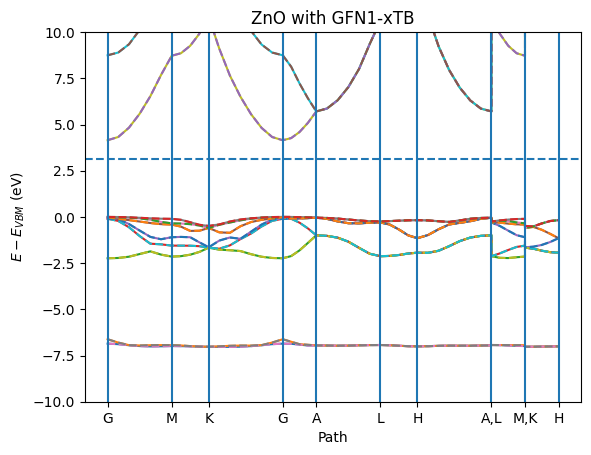 ZnO with GFN1-xTB
10.0
7.5
5.0
2.5
0.0
−2.5
−5.0
−7.5
−10.0
E − E_VBM (eV)
G M K G A L H A,L M,K H
Path